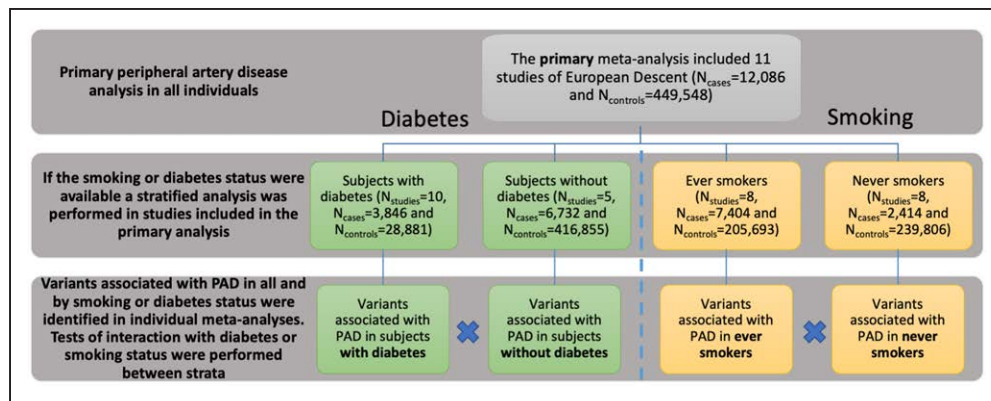 Primary peripheral artery disease
analysis in all individuals
The primary meta-analysis included 11
studies of European Descent (Ncases=12,086
and Ncontrols=449,548)
Diabetes
Smoking
If the smoking or diabetes status were
available a stratified analysis was
performed in studies included in the
primary analysis
Subjects with
diabetes (Nstudies=10,
Ncases=3,846 and
Ncontrols=28,881)
Subjects without
diabetes (Nstudies=5,
Ncases=6,732 and
Ncontrols=416,855)
Ever smokers
(Nstudies=8,
Ncases=7,404 and
Ncontrols=205,693)
Never smokers
(Nstudies=8,
Ncases=2,414 and
Ncontrols=239,806)
Variants associated with PAD in all and
by smoking or diabetes status were
identified in individual meta-analyses.
Tests of interaction with diabetes or
smoking status were performed
between strata
Variants
associated with
PAD in subjects
with diabetes
Variants
associated with
PAD in subjects
without diabetes
Variants
associated with
PAD in ever
smokers
Variants
associated with
PAD in never
smokers